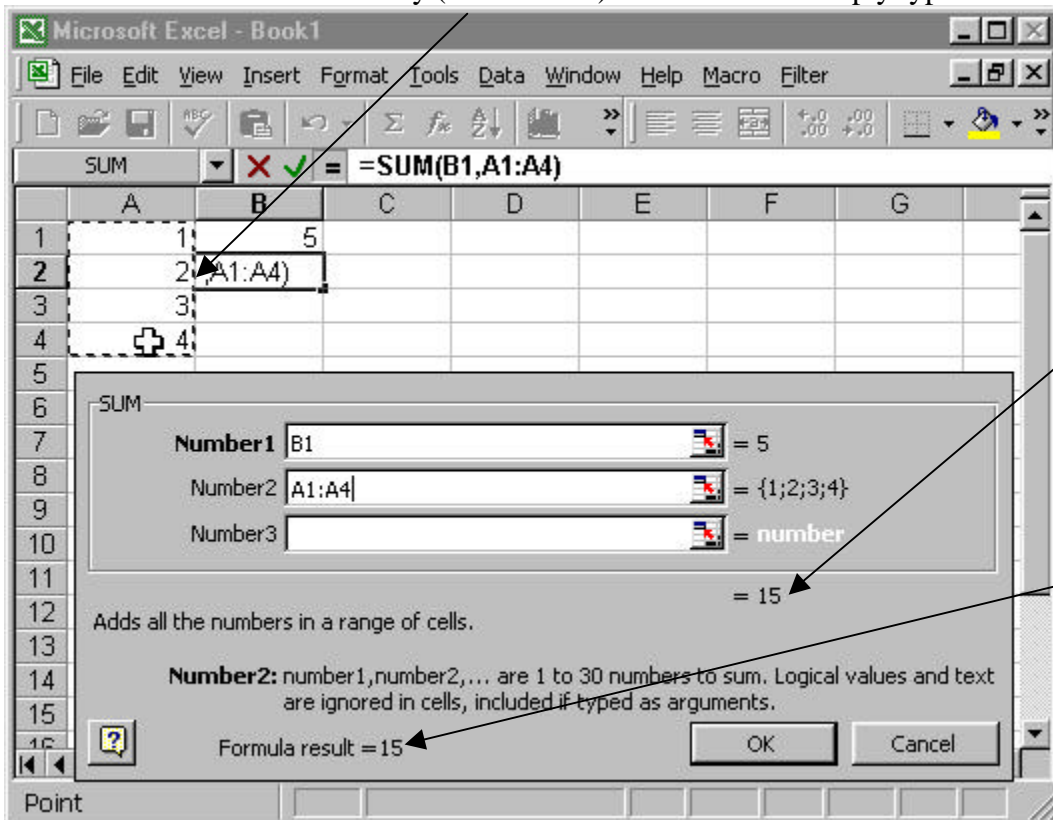 Microsoft Excel - Book1
File Edit View Insert Format Tools Data Window Help Macro Filter
SUM = =SUM(B1,A1:A4)
A B C D E F G
1 1 5
2 2 ,A1:A4)
3 3
4 4
5
6 SUM
7 Number1 B1 = 5
8 Number2 A1:A4 = {1;2;3;4}
9
10 Number3 = number
11
= 15
12 Adds all the numbers in a range of cells.
13
14 Number2: number1,number2,... are 1 to 30 numbers to sum. Logical values and text
15 are ignored in cells, included if typed as arguments.
Formula result =15 OK Cancel
Point